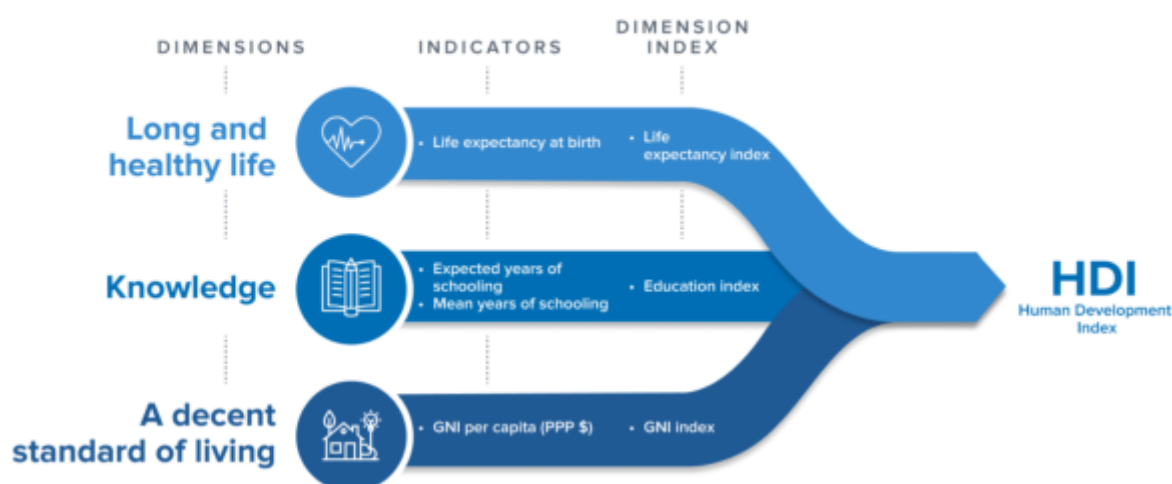 DIMENSIONS
INDICATORS
DIMENSION
INDEX
Long and
healthy life
• Life expectancy at birth
• Life
expectancy index
Knowledge
• Expected years of
schooling
• Mean years of schooling
• Education index
HDI
Human Development
Index
A decent
standard of living
• GNI per capita (PPP $)
• GNI index